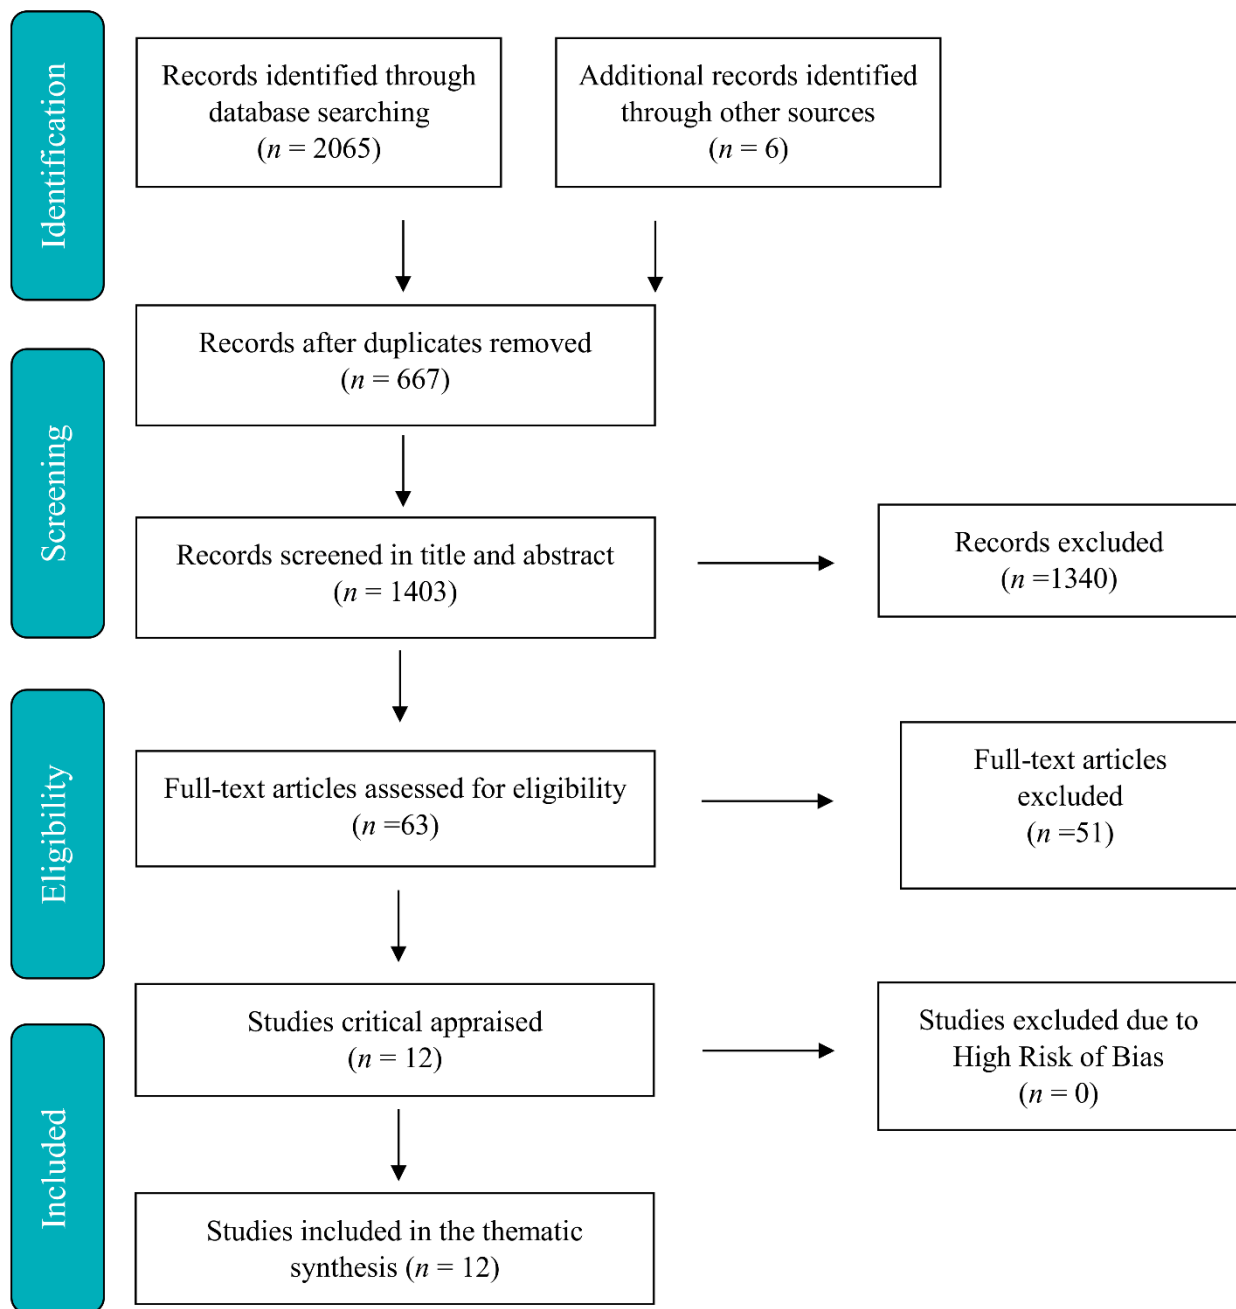 Identification
Records identified through
database searching
(n = 2065)
Additional records identified
through other sources
(n = 6)
Screening
Records after duplicates removed
(n = 667)
Records screened in title and abstract
(n = 1403)
Records excluded
(n =1340)
Eligibility
Full-text articles assessed for eligibility
(n =63)
Full-text articles
excluded
(n =51)
Included
Studies critical appraised
(n = 12)
Studies excluded due to
High Risk of Bias
(n = 0)
Studies included in the thematic
synthesis (n = 12)